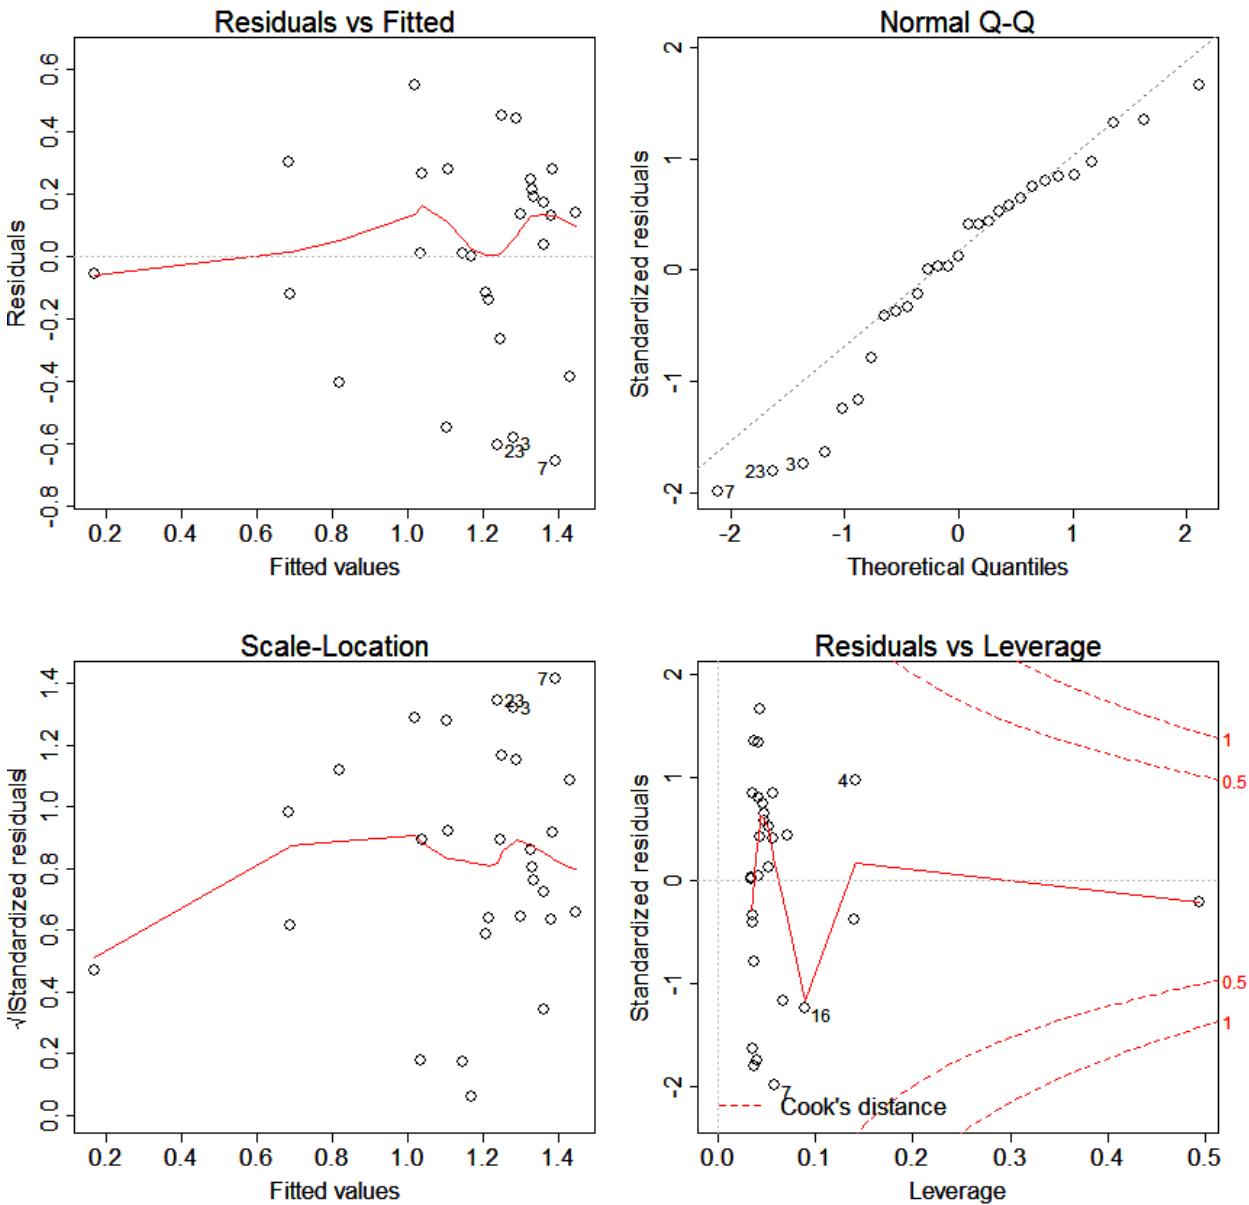 Residuals vs Fitted
Residuals
0.6
0.4
0.2
0.0
-0.2
-0.4
-0.6
-0.8
3
23
7
0.2 0.4 0.6 0.8 1.0 1.2 1.4
Fitted values
Normal Q-Q
Standardized residuals
2
1
0
-1
-2
3
23
7
-2 -1 0 1 2
Theoretical Quantiles
Scale-Location
√|Standardized residuals|
1.4
1.2
1.0
0.8
0.6
0.4
0.2
0.0
7
23
3
0.2 0.4 0.6 0.8 1.0 1.2 1.4
Fitted values
Residuals vs Leverage
Standardized residuals
2
1
0
-1
-2
1
0.5
4
0.5
16
1
7
Cook's distance
0.0 0.1 0.2 0.3 0.4 0.5
Leverage